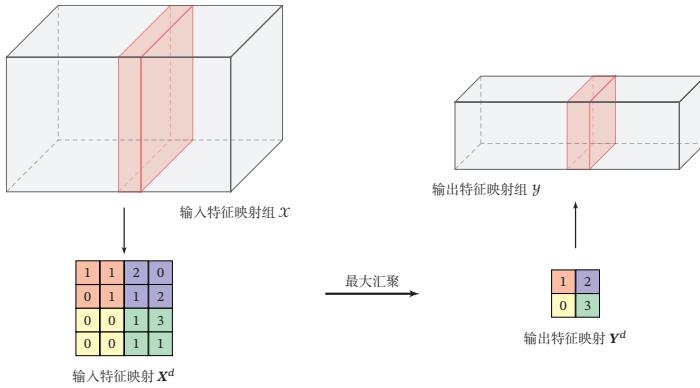 输入特征映射组 𝒳
输出特征映射组 𝒴
1 1 2 0
0 1 1 2
0 0 1 3
0 0 1 1
最大汇聚
1 2
0 3
输入特征映射 X^d
输出特征映射 Y^d